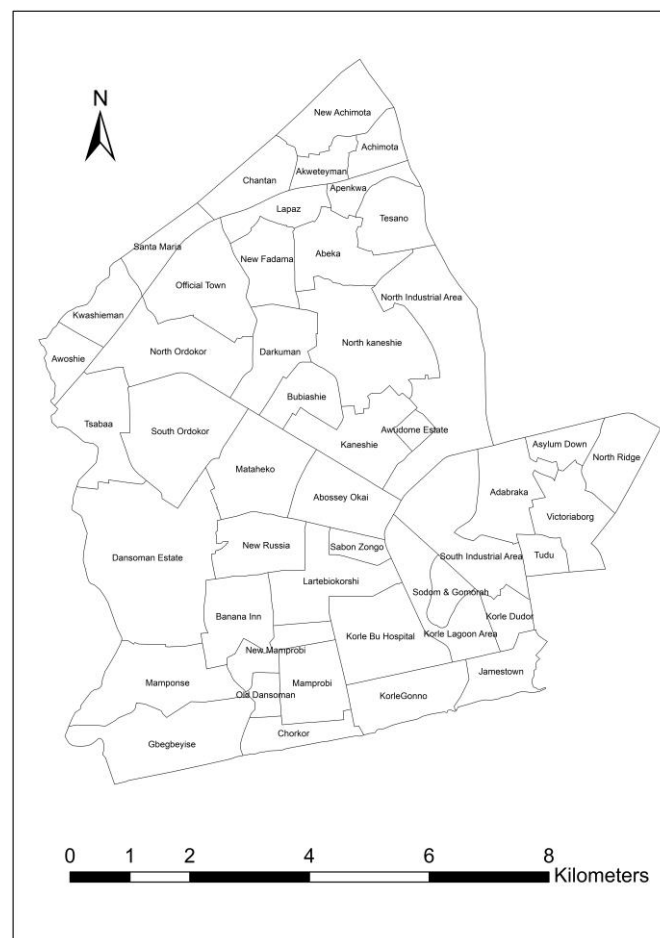 N
New Achimota
Achimota
Akweteyman
Chantan
Apenkwa
Lapaz
Tesano
Santa Maria
New Fadama
Abeka
Official Town
North Industrial Area
Kwashieman
North kaneshie
North Ordokor
Darkuman
Awoshie
Bubiashie
Tsabaa
South Ordokor
Awudome Estate
Kaneshie
Asylum Down
North Ridge
Mataheko
Adabraka
Abossey Okai
Victoriaborg
New Russia
Sabon Zongo
Dansoman Estate
South Industrial Area
Tudu
Lartebiokorshi
Sodom & Gomorah
Banana Inn
Korle Dudor
Korle Bu Hospital
Korle Lagoon Area
New Mamprobi
Jamestown
Mamponse
Mamprobi
Old Dansoman
KorleGonno
Chorkor
Gbegbeyise
0 1 2 4 6 8
Kilometers